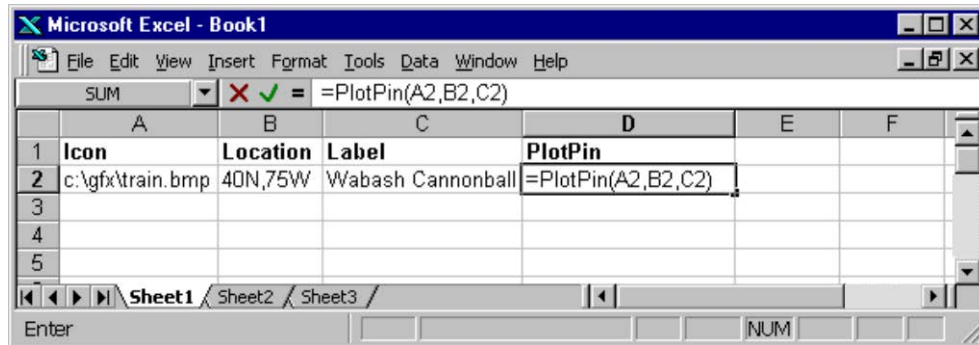 Microsoft Excel - Book1
File Edit View Insert Format Tools Data Window Help
SUM = =PlotPin(A2,B2,C2)
A B C D E F
1 Icon Location Label PlotPin
2 c:\gfx\train.bmp 40N,75W Wabash Cannonball =PlotPin(A2,B2,C2)
3
4
5
Sheet1 Sheet2 Sheet3
Enter NUM